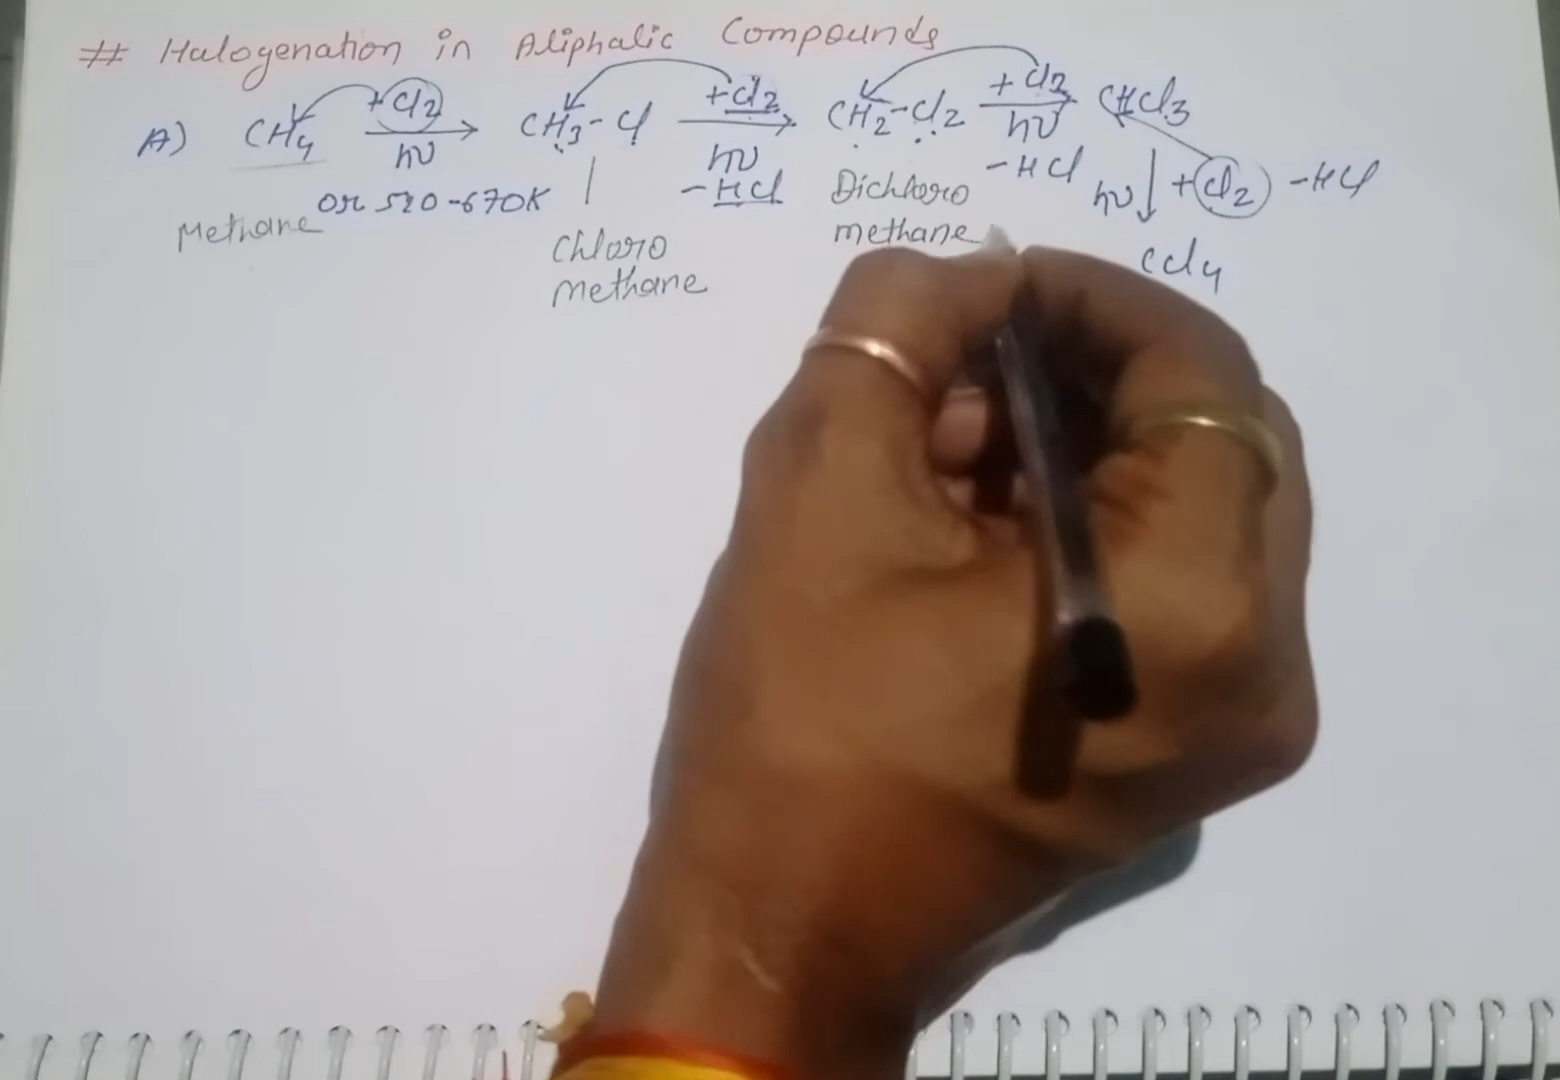 # Halogenation in Aliphalic Compounds
A) CH4 +Cl2 hν CH3-Cl +Cl2 hν CH2-Cl2 +Cl2 hν CHCl3
or 520-670K -HCl -HCl hν +Cl2 -HCl
Methane Chloro Dichloro CCl4
methane methane